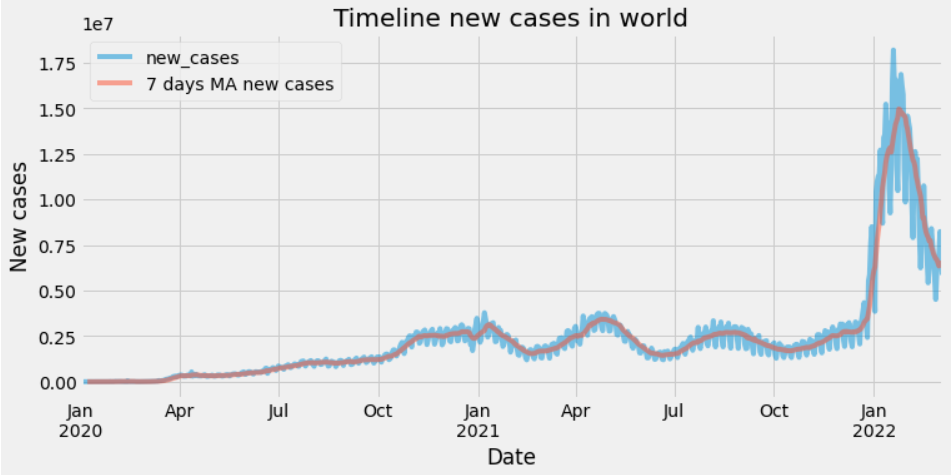 Timeline new cases in world
1e7
new_cases
7 days MA new cases
1.75
1.50
1.25
1.00
0.75
0.50
0.25
0.00
New cases
Jan Apr Jul Oct Jan Apr Jul Oct Jan
2020 2021 2022
Date